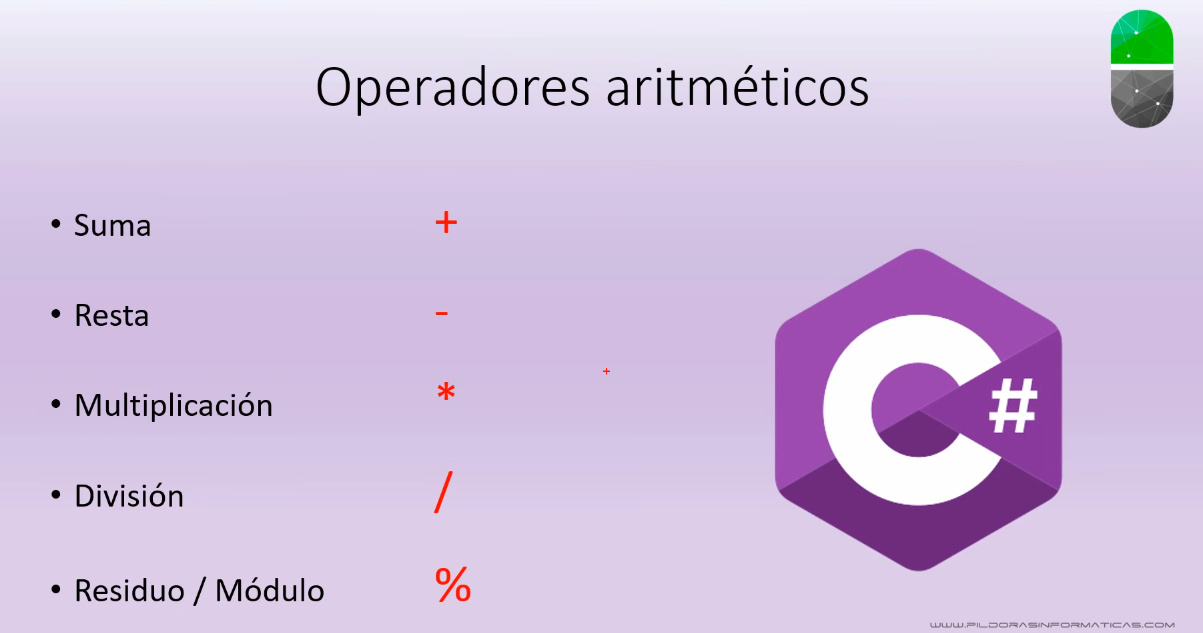 Operadores aritméticos
• Suma +
• Resta -
• Multiplicación *
• División /
• Residuo / Módulo %
C#
WWW.PILDORASINFORMATICAS.COM